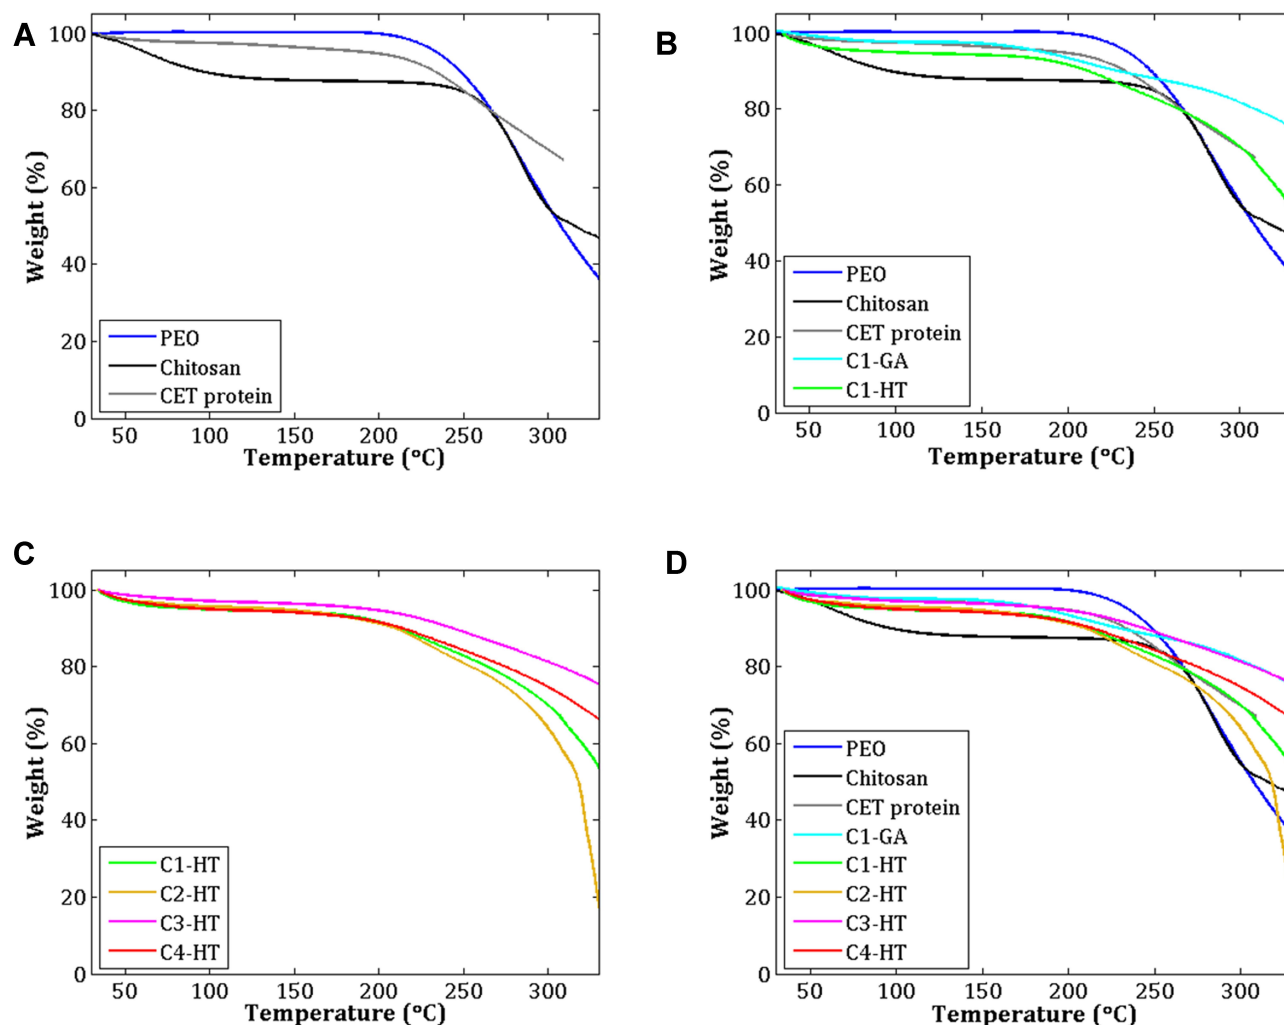 A
100
80
60
40
20
0
Weight (%)
PEO
Chitosan
CET protein
50 100 150 200 250 300
Temperature (°C)
B
100
80
60
40
20
0
Weight (%)
PEO
Chitosan
CET protein
C1-GA
C1-HT
50 100 150 200 250 300
Temperature (°C)
C
100
80
60
40
20
0
Weight (%)
C1-HT
C2-HT
C3-HT
C4-HT
50 100 150 200 250 300
Temperature (°C)
D
100
80
60
40
20
0
Weight (%)
PEO
Chitosan
CET protein
C1-GA
C1-HT
C2-HT
C3-HT
C4-HT
50 100 150 200 250 300
Temperature (°C)